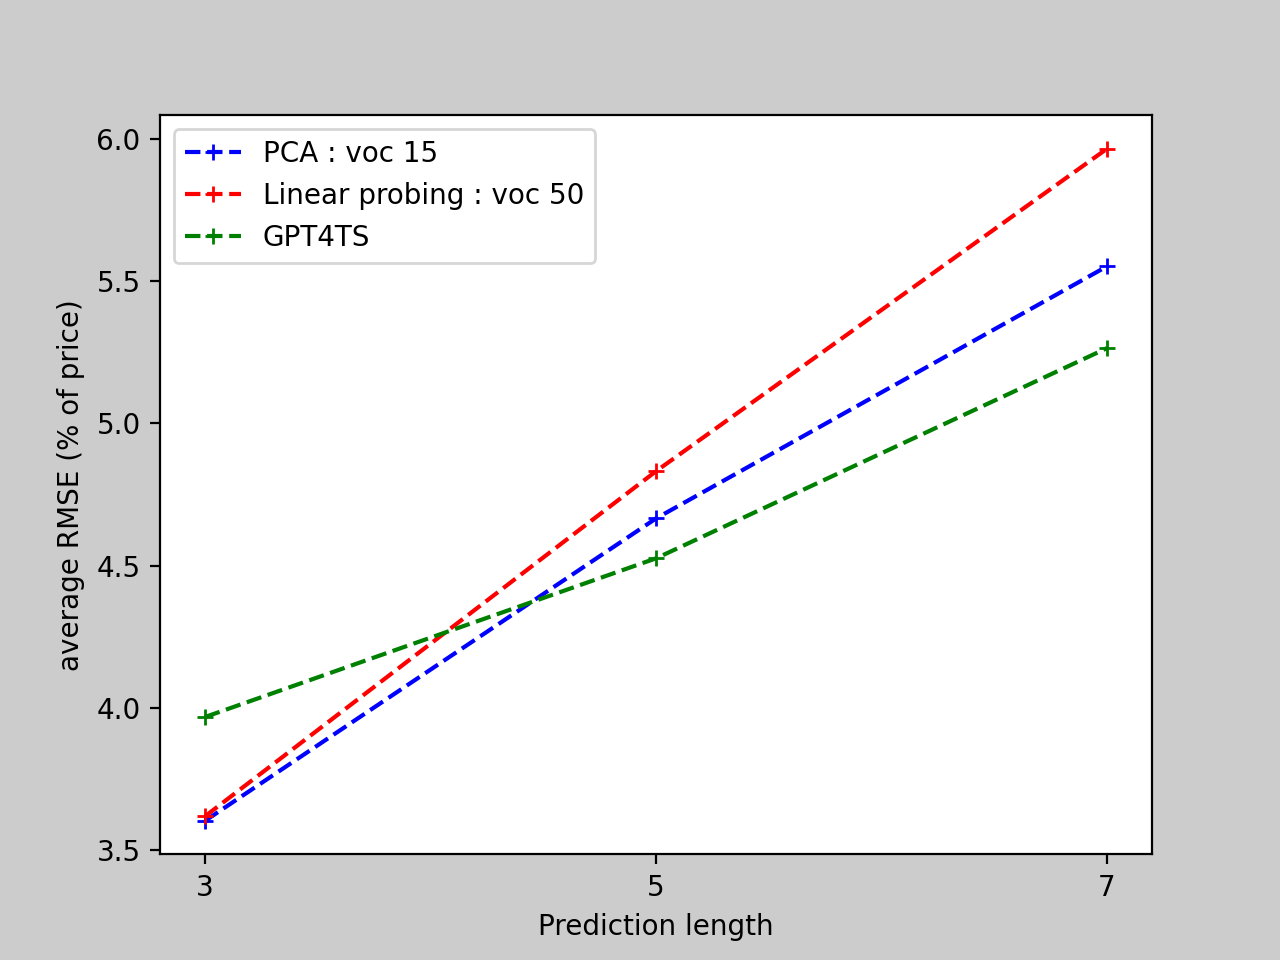 PCA : voc 15
Linear probing : voc 50
GPT4TS
6.0
5.5
5.0
4.5
4.0
3.5
average RMSE (% of price)
3 5 7
Prediction length